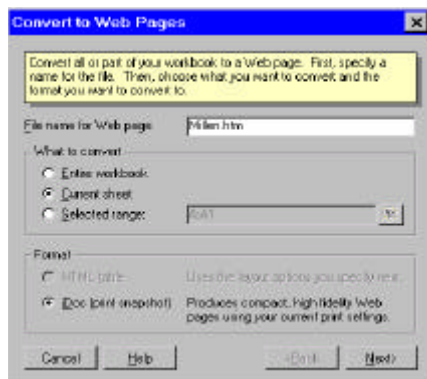 Convert to Web Pages
Convert all or part of your workbook to a Web page. First, specify a
name for the file. Then, choose what you want to convert and the
format you want to convert to.
File name for Web page
What to convert
Entire workbook
Current sheet
Selected range:
Format
HTML table
Uses the layout options you specify next.
(print snapshot)
Produces compact, high fidelity Web
pages using your current print settings.
Cancel
Help
<Back
Next>